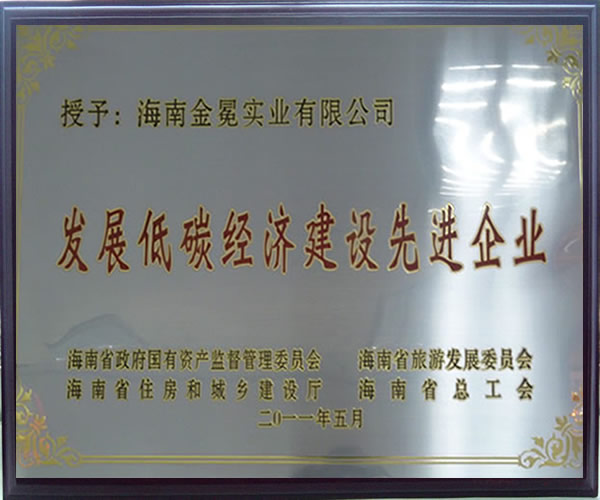 授予：海南金冕实业有限公司
发展低碳经济建设先进企业
海南省政府国有资产监督管理委员会 海南省旅游发展委员会
海南省住房和城乡建设厅 海南省总工会
二0一一年五月